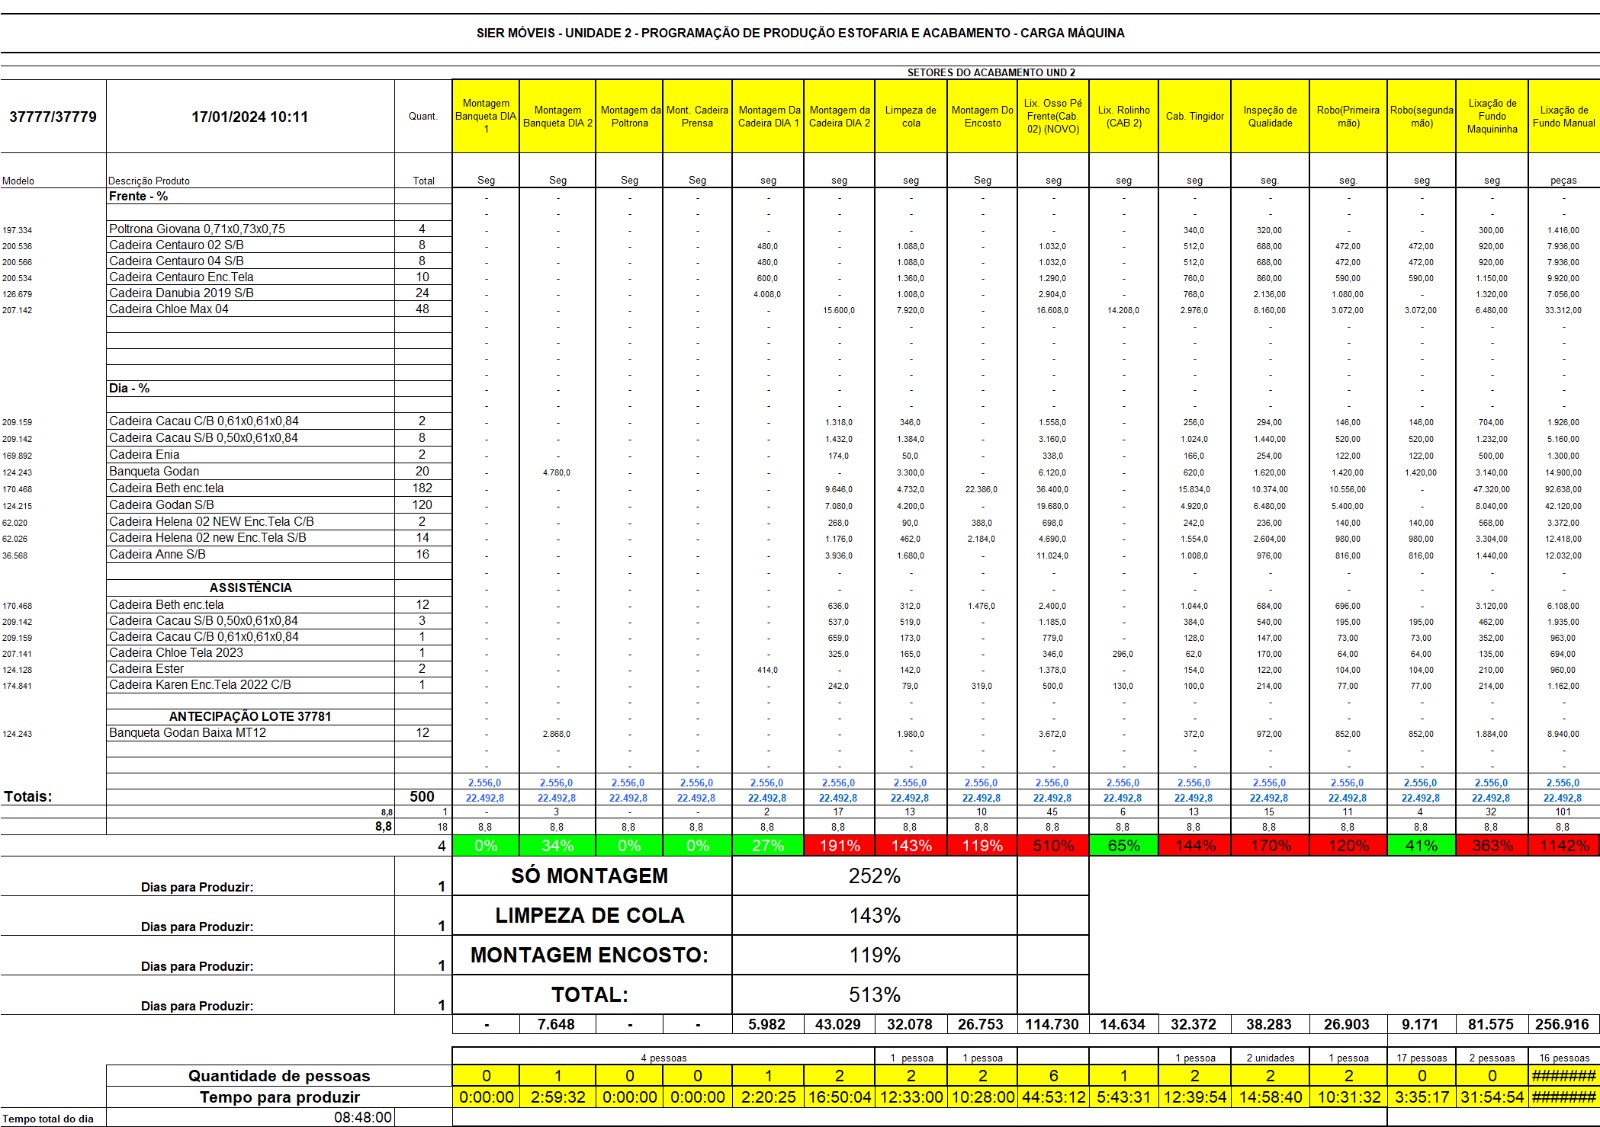 SIER MÓVEIS - UNIDADE 2 - PROGRAMAÇÃO DE PRODUÇÃO ESTOFARIA E ACABAMENTO - CARGA MÁQUINA
SETORES DO ACABAMENTO UND 2
37777/37779 17/01/2024 10:11 Quant. Montagem Banqueta DIA 1 Montagem Banqueta DIA 2 Montagem da Poltrona Mont. Cadeira Prensa Montagem Da Cadeira DIA 1 Montagem da Cadeira DIA 2 Limpeza de cola Montagem Do Encosto Lix. Osso Pé Frente(Cab. 02) (NOVO) Lix. Rolinho (CAB 2) Cab. Tingidor Inspeção de Qualidade Robo(Primeira mão) Robo(segunda mão) Lixação de Fundo Maquininha Lixação de Fundo Manual
Modelo Descrição Produto Total Seg Seg Seg Seg seg seg seg Seg seg seg seg seg. seg. seg seg peças
Frente - % - - - - - - - - - - - - - - - -
- - - - - - - - - - - - - - - -
197.334 Poltrona Giovana 0,71x0,73x0,75 4 - - - - - - - - - - 340,0 320,00 - - 300,00 1.416,00
200.536 Cadeira Centauro 02 S/B 8 - - - - 480,0 - 1.088,0 - 1.032,0 - 512,0 688,00 472,00 472,00 920,00 7.936,00
200.566 Cadeira Centauro 04 S/B 8 - - - - 480,0 - 1.088,0 - 1.032,0 - 512,0 688,00 472,00 472,00 920,00 7.936,00
200.534 Cadeira Centauro Enc.Tela 10 - - - - 600,0 - 1.360,0 - 1.290,0 - 760,0 860,00 590,00 590,00 1.150,00 9.920,00
126.679 Cadeira Danubia 2019 S/B 24 - - - - 4.008,0 - 1.008,0 - 2.904,0 - 768,0 2.136,00 1.080,00 - 1.320,00 7.056,00
207.142 Cadeira Chloe Max 04 48 - - - - - 15.600,0 7.920,0 - 16.608,0 14.208,0 2.976,0 8.160,00 3.072,00 3.072,00 6.480,00 33.312,00
- - - - - - - - - - - - - - - -
- - - - - - - - - - - - - - - -
- - - - - - - - - - - - - - - -
- - - - - - - - - - - - - - - -
Dia - % - - - - - - - - - - - - - - - -
- - - - - - - - - - - - - - - -
209.159 Cadeira Cacau C/B 0,61x0,61x0,84 2 - - - - - 1.318,0 346,0 - 1.558,0 - 256,0 294,00 146,00 146,00 704,00 1.926,00
209.142 Cadeira Cacau S/B 0,50x0,61x0,84 8 - - - - - 1.432,0 1.384,0 - 3.160,0 - 1.024,0 1.440,00 520,00 520,00 1.232,00 5.160,00
169.892 Cadeira Enia 2 - - - - - 174,0 50,0 - 338,0 - 166,0 254,00 122,00 122,00 500,00 1.300,00
124.243 Banqueta Godan 20 - 4.780,0 - - - - 3.300,0 - 6.120,0 - 620,0 1.620,00 1.420,00 1.420,00 3.140,00 14.900,00
170.468 Cadeira Beth enc.tela 182 - - - - - 9.646,0 4.732,0 22.386,0 36.400,0 - 15.834,0 10.374,00 10.556,00 - 47.320,00 92.638,00
124.215 Cadeira Godan S/B 120 - - - - - 7.080,0 4.200,0 - 19.680,0 - 4.920,0 6.480,00 5.400,00 - 8.040,00 42.120,00
62.020 Cadeira Helena 02 NEW Enc.Tela C/B 2 - - - - - 268,0 90,0 388,0 698,0 - 242,0 236,00 140,00 140,00 568,00 3.372,00
62.026 Cadeira Helena 02 new Enc.Tela S/B 14 - - - - - 1.176,0 462,0 2.184,0 4.690,0 - 1.554,0 2.604,00 980,00 980,00 3.304,00 12.418,00
36.568 Cadeira Anne S/B 16 - - - - - 3.936,0 1.680,0 - 11.024,0 - 1.008,0 976,00 816,00 816,00 1.440,00 12.032,00
- - - - - - - - - - - - - - - -
ASSISTÊNCIA - - - - - - - - - - - - - - - -
170.468 Cadeira Beth enc.tela 12 - - - - - 636,0 312,0 1.476,0 2.400,0 - 1.044,0 684,00 696,00 - 3.120,00 6.108,00
209.142 Cadeira Cacau S/B 0,50x0,61x0,84 3 - - - - - 537,0 519,0 - 1.185,0 - 384,0 540,00 195,00 195,00 462,00 1.935,00
209.159 Cadeira Cacau C/B 0,61x0,61x0,84 1 - - - - - 659,0 173,0 - 779,0 - 128,0 147,00 73,00 73,00 352,00 963,00
207.141 Cadeira Chloe Tela 2023 1 - - - - - 325,0 165,0 - 346,0 296,0 62,0 170,00 64,00 64,00 135,00 694,00
124.128 Cadeira Ester 2 - - - - 414,0 - 142,0 - 1.378,0 - 154,0 122,00 104,00 104,00 210,00 960,00
174.841 Cadeira Karen Enc.Tela 2022 C/B 1 - - - - - 242,0 79,0 319,0 500,0 130,0 100,0 214,00 77,00 77,00 214,00 1.162,00
- - - - - - - - - - - - - - - -
ANTECIPAÇÃO LOTE 37781 - - - - - - - - - - - - - - - -
124.243 Banqueta Godan Baixa MT12 12 - 2.868,0 - - - - 1.980,0 - 3.672,0 - 372,0 972,00 852,00 852,00 1.884,00 8.940,00
- - - - - - - - - - - - - - - -
- - - - - - - - - - - - - - - -
2.556,0 2.556,0 2.556,0 2.556,0 2.556,0 2.556,0 2.556,0 2.556,0 2.556,0 2.556,0 2.556,0 2.556,0 2.556,0 2.556,0 2.556,0 2.556,0
Totais: 500 22.492,8 22.492,8 22.492,8 22.492,8 22.492,8 22.492,8 22.492,8 22.492,8 22.492,8 22.492,8 22.492,8 22.492,8 22.492,8 22.492,8 22.492,8 22.492,8
8,8 1 - 3 - - 2 17 13 10 45 6 13 15 11 4 32 101
8,8 18 8,8 8,8 8,8 8,8 8,8 8,8 8,8 8,8 8,8 8,8 8,8 8,8 8,8 8,8 8,8 8,8
4 0% 34% 0% 0% 27% 191% 143% 119% 510% 65% 144% 170% 120% 41% 363% 1142%
Dias para Produzir: 1 SÓ MONTAGEM 252%
Dias para Produzir: 1 LIMPEZA DE COLA 143%
Dias para Produzir: 1 MONTAGEM ENCOSTO: 119%
Dias para Produzir: 1 TOTAL: 513%
- 7.648 - - 5.982 43.029 32.078 26.753 114.730 14.634 32.372 38.283 26.903 9.171 81.575 256.916
4 pessoas 1 pessoa 1 pessoa 1 pessoa 2 unidades 1 pessoa 17 pessoas 2 pessoas 16 pessoas
Quantidade de pessoas 0 1 0 0 1 2 2 2 6 1 2 2 2 0 0 #######
Tempo para produzir 0:00:00 2:59:32 0:00:00 0:00:00 2:20:25 16:50:04 12:33:00 10:28:00 44:53:12 5:43:31 12:39:54 14:58:40 10:31:32 3:35:17 31:54:54 #######
Tempo total do dia 08:48:00